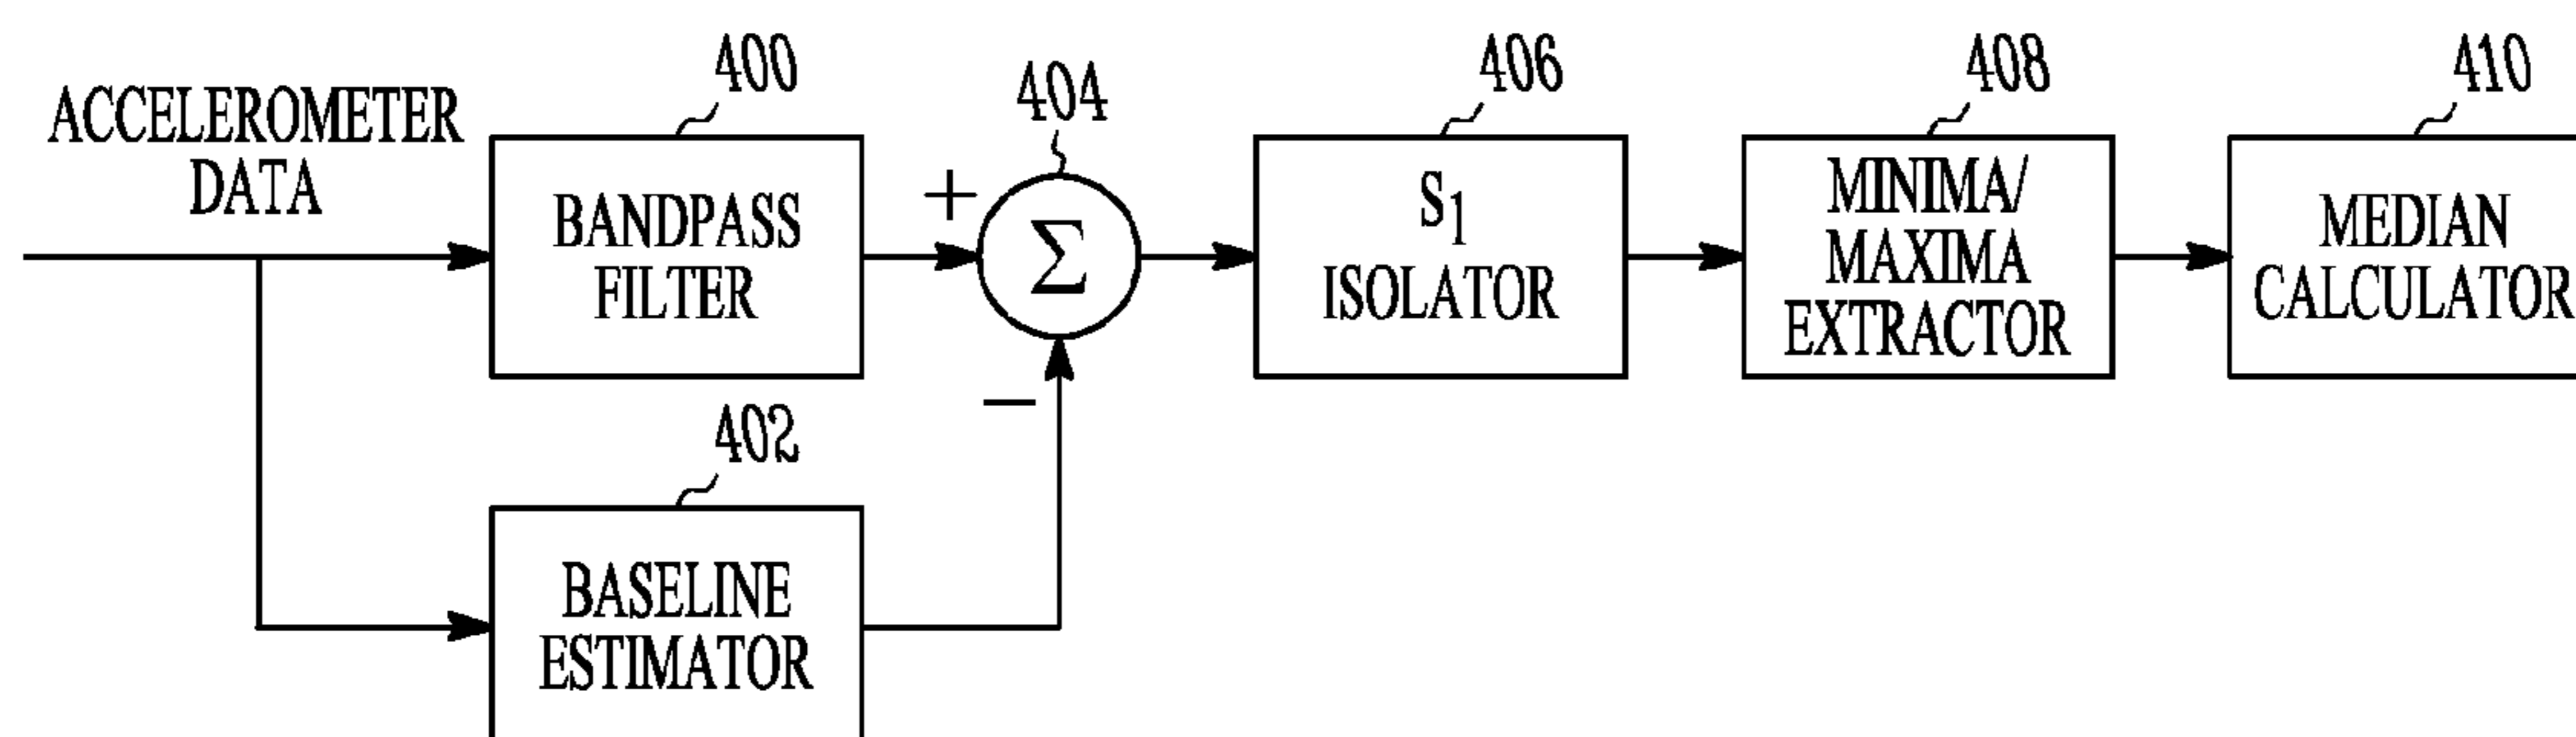 400
404
406
408
410
ACCELEROMETER
DATA
BANDPASS
FILTER
+
Σ
S1
ISOLATOR
MINIMA/
MAXIMA
EXTRACTOR
MEDIAN
CALCULATOR
−
402
BASELINE
ESTIMATOR